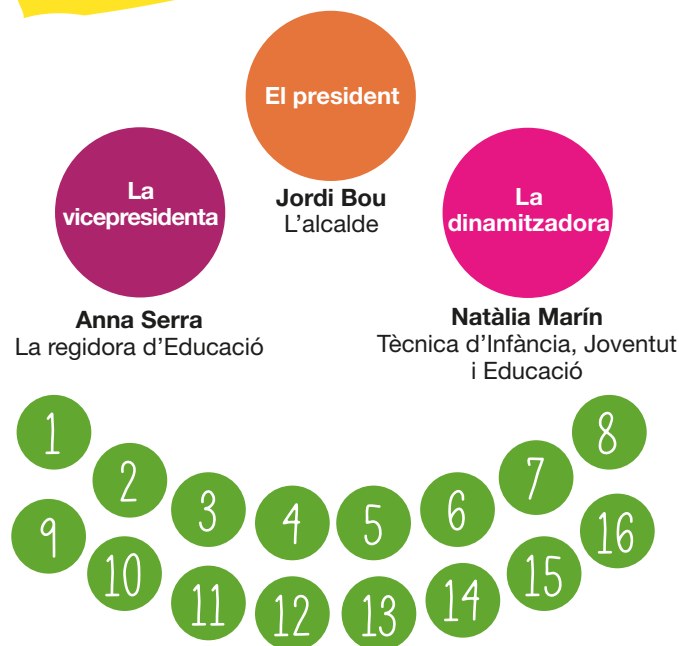 El president
Jordi Bou
L'alcalde
La
vicepresidenta
Anna Serra
La regidora d'Educació
La
dinamitzadora
Natàlia Marín
Tècnica d'Infància, Joventut
i Educació
1
2
3
4
5
6
7
8
9
10
11
12
13
14
15
16